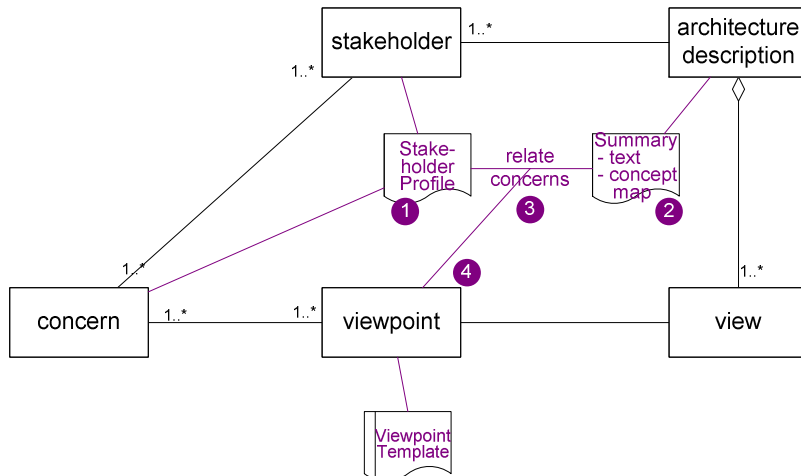 stakeholder
1..*
architecture
description
1..*
Stake-
holder
Profile
1
relate
concerns
3
Summary
- text
- concept
map
2
1..*
4
1..*
concern
1..*
1..*
viewpoint
view
Viewpoint
Template